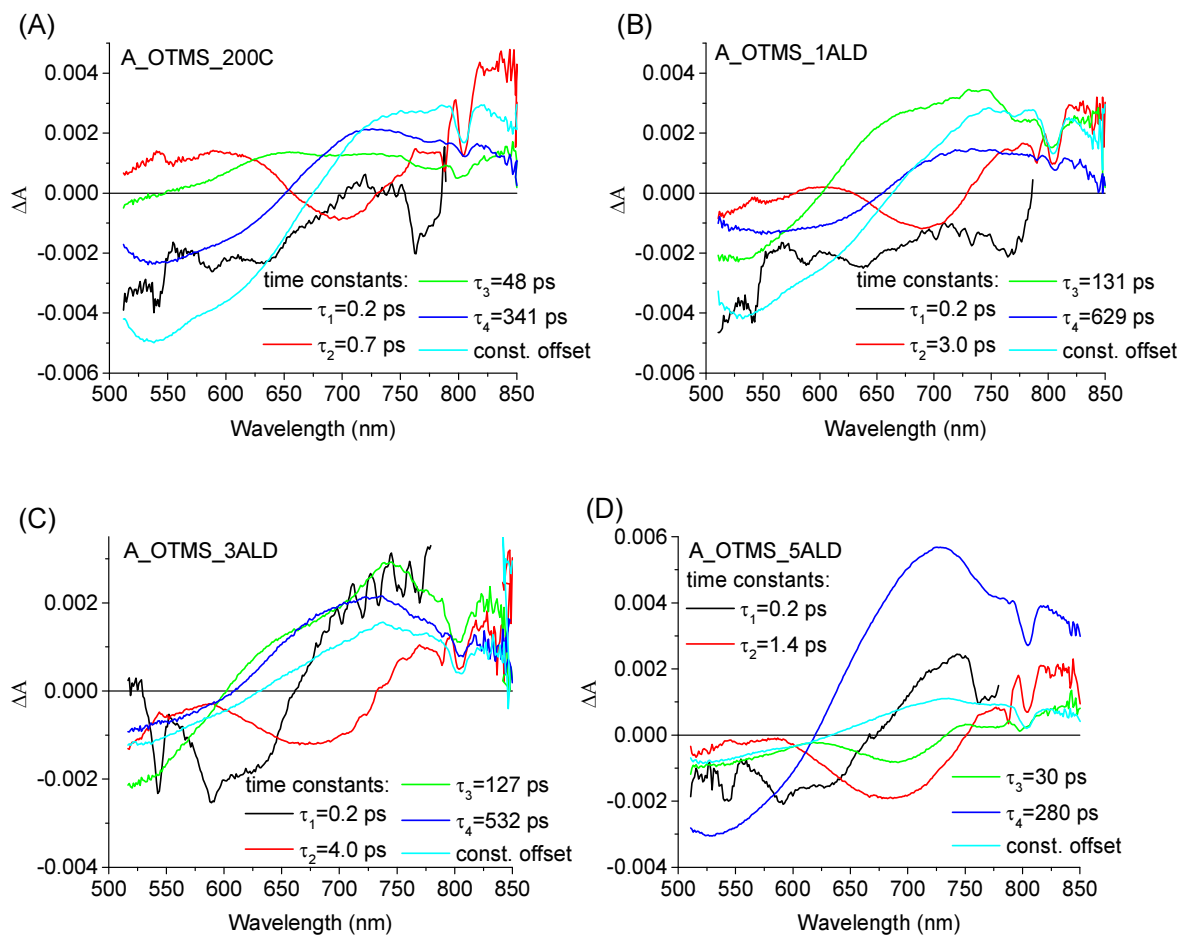 (A)
A_OTMS_200C
0.004
0.002
0.000
-0.002
-0.004
-0.006
ΔA
time constants:
τ1=0.2 ps
τ2=0.7 ps
τ3=48 ps
τ4=341 ps
const. offset
500 550 600 650 700 750 800 850
Wavelength (nm)
(B)
A_OTMS_1ALD
0.004
0.002
0.000
-0.002
-0.004
-0.006
ΔA
time constants:
τ1=0.2 ps
τ2=3.0 ps
τ3=131 ps
τ4=629 ps
const. offset
500 550 600 650 700 750 800 850
Wavelength (nm)
(C)
A_OTMS_3ALD
0.002
0.000
-0.002
-0.004
ΔA
time constants:
τ1=0.2 ps
τ2=4.0 ps
τ3=127 ps
τ4=532 ps
const. offset
500 550 600 650 700 750 800 850
Wavelength (nm)
(D)
A_OTMS_5ALD
0.006
0.004
0.002
0.000
-0.002
-0.004
ΔA
time constants:
τ1=0.2 ps
τ2=1.4 ps
τ3=30 ps
τ4=280 ps
const. offset
500 550 600 650 700 750 800 850
Wavelength (nm)